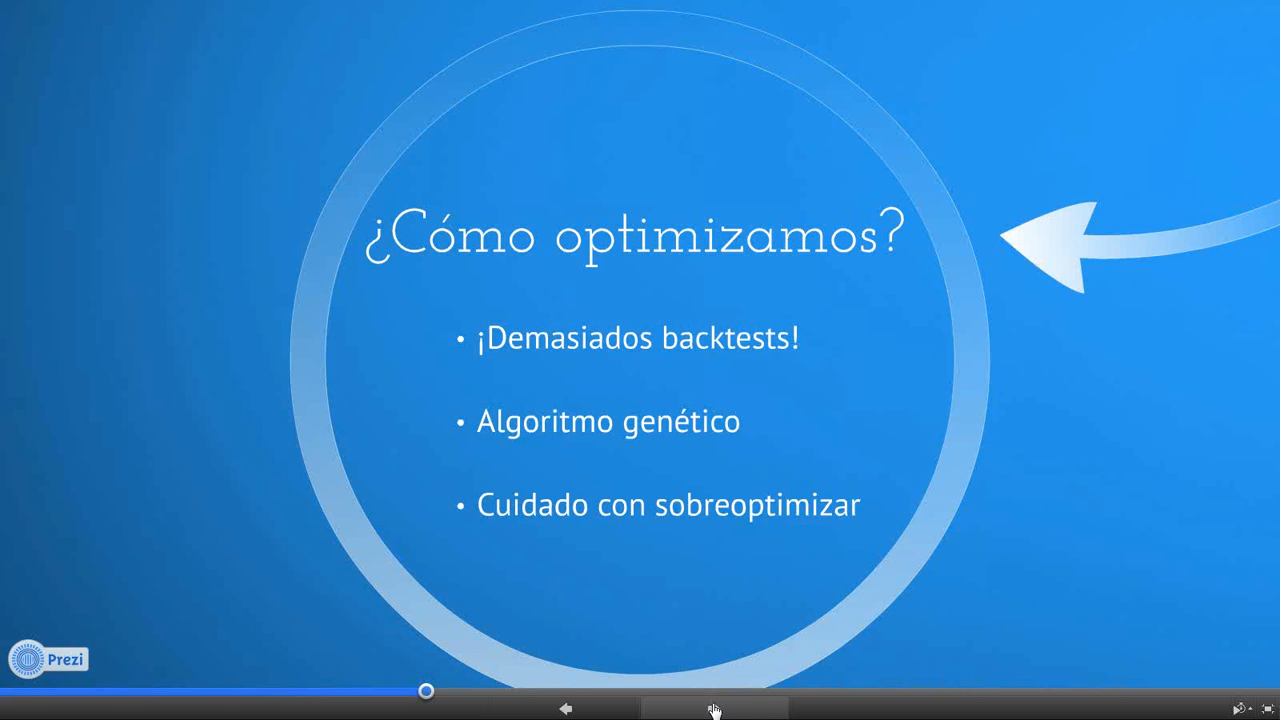 ¿Cómo optimizamos?
• ¡Demasiados backtests!
• Algoritmo genético
• Cuidado con sobreoptimizar
Prezi